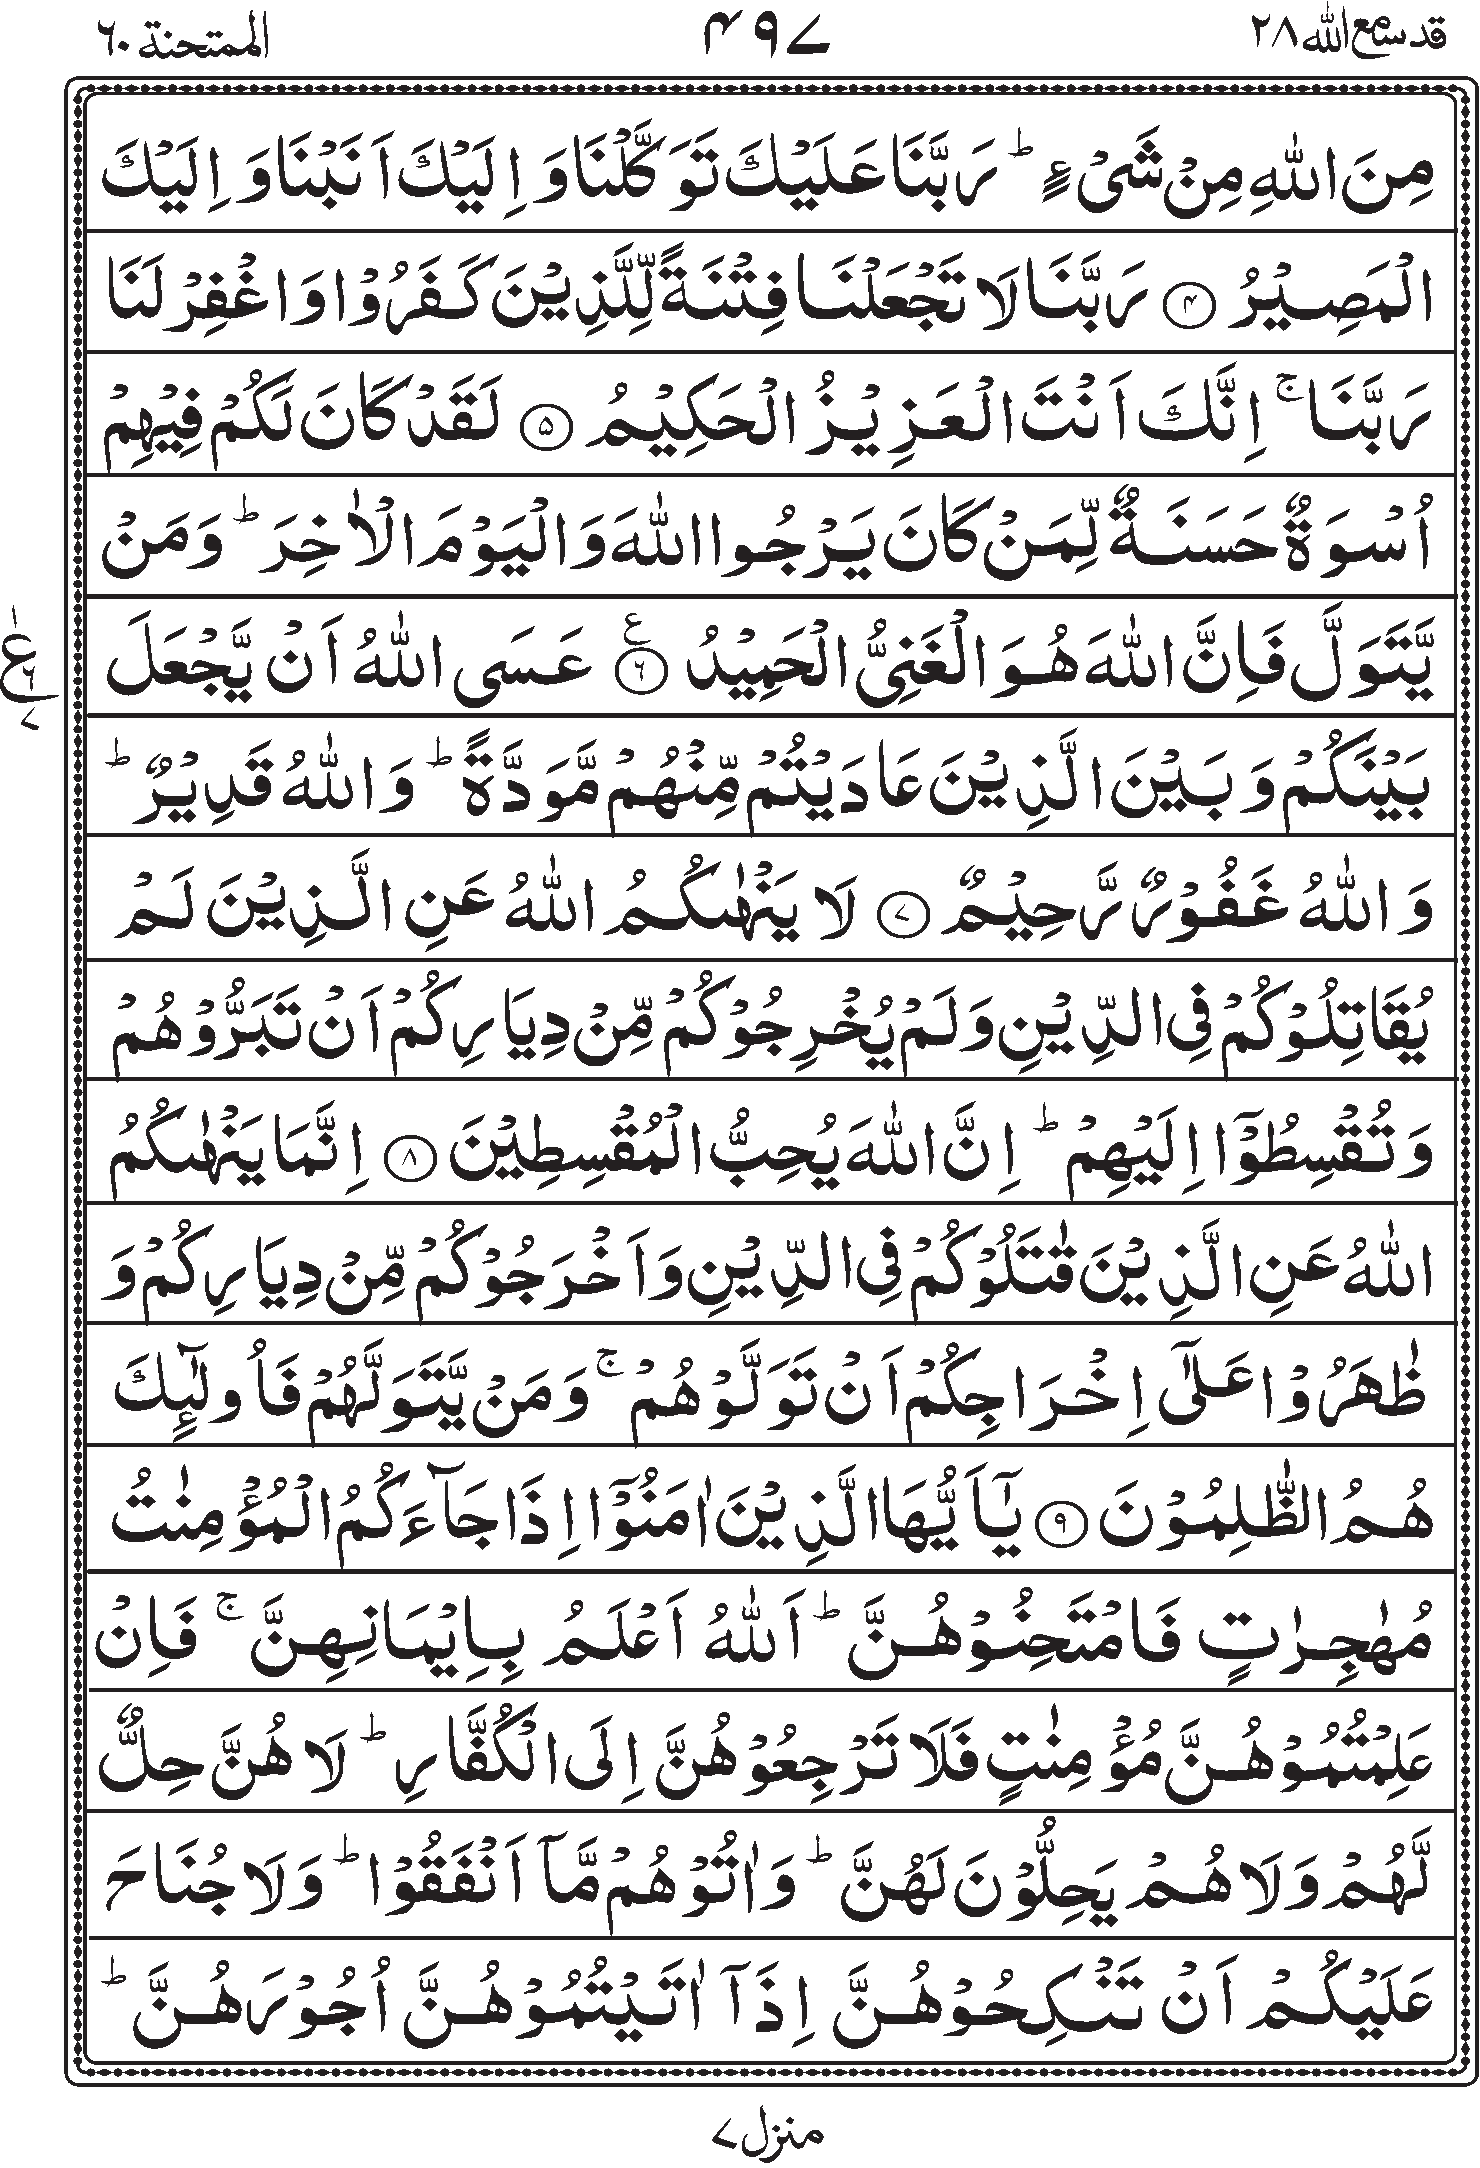 قد سمع الله ٢٨
۴۹۷
الممتحنة ٦٠
مِنَ اللّٰهِ مِنْ شَیْءٍ ؕ رَبَّنَا عَلَیْكَ تَوَكَّلْنَا وَ اِلَیْكَ اَنَبْنَا وَ اِلَیْكَ
الْمَصِیْرُ ۴ رَبَّنَا لَا تَجْعَلْنَا فِتْنَةً لِّلَّذِیْنَ كَفَرُوْا وَ اغْفِرْ لَنَا
رَبَّنَا ۚ اِنَّكَ اَنْتَ الْعَزِیْزُ الْحَكِیْمُ ۵ لَقَدْ كَانَ لَكُمْ فِیْهِمْ
اُسْوَةٌ حَسَنَةٌ لِّمَنْ كَانَ یَرْجُوا اللّٰهَ وَ الْیَوْمَ الْاٰخِرَ ؕ وَ مَنْ
یَّتَوَلَّ فَاِنَّ اللّٰهَ هُوَ الْغَنِیُّ الْحَمِیْدُ ۶ ع عَسَی اللّٰهُ اَنْ یَّجْعَلَ
١ ع ٦ ٧
بَیْنَكُمْ وَ بَیْنَ الَّذِیْنَ عَادَیْتُمْ مِّنْهُمْ مَّوَدَّةً ؕ وَ اللّٰهُ قَدِیْرٌ ؕ
وَ اللّٰهُ غَفُوْرٌ رَّحِیْمٌ ۷ لَا یَنْهٰىكُمُ اللّٰهُ عَنِ الَّذِیْنَ لَمْ
یُقَاتِلُوْكُمْ فِی الدِّیْنِ وَ لَمْ یُخْرِجُوْكُمْ مِّنْ دِیَارِكُمْ اَنْ تَبَرُّوْهُمْ
وَ تُقْسِطُوْۤا اِلَیْهِمْ ؕ اِنَّ اللّٰهَ یُحِبُّ الْمُقْسِطِیْنَ ۸ اِنَّمَا یَنْهٰىكُمُ
اللّٰهُ عَنِ الَّذِیْنَ قٰتَلُوْكُمْ فِی الدِّیْنِ وَ اَخْرَجُوْكُمْ مِّنْ دِیَارِكُمْ وَ
ظٰهَرُوْا عَلٰۤی اِخْرَاجِكُمْ اَنْ تَوَلَّوْهُمْ ۚ وَ مَنْ یَّتَوَلَّهُمْ فَاُولٰٓىِٕكَ
هُمُ الظّٰلِمُوْنَ ۹ یٰۤاَیُّهَا الَّذِیْنَ اٰمَنُوْۤا اِذَا جَآءَكُمُ الْمُؤْمِنٰتُ
مُهٰجِرٰتٍ فَامْتَحِنُوْهُنَّ ؕ اَللّٰهُ اَعْلَمُ بِاِیْمَانِهِنَّ ۚ فَاِنْ
عَلِمْتُمُوْهُنَّ مُؤْمِنٰتٍ فَلَا تَرْجِعُوْهُنَّ اِلَی الْكُفَّارِ ؕ لَا هُنَّ حِلٌّ
لَّهُمْ وَ لَا هُمْ یَحِلُّوْنَ لَهُنَّ ؕ وَ اٰتُوْهُمْ مَّاۤ اَنْفَقُوْا ؕ وَ لَا جُنَاحَ
عَلَیْكُمْ اَنْ تَنْكِحُوْهُنَّ اِذَاۤ اٰتَیْتُمُوْهُنَّ اُجُوْرَهُنَّ ؕ
منزل ٧